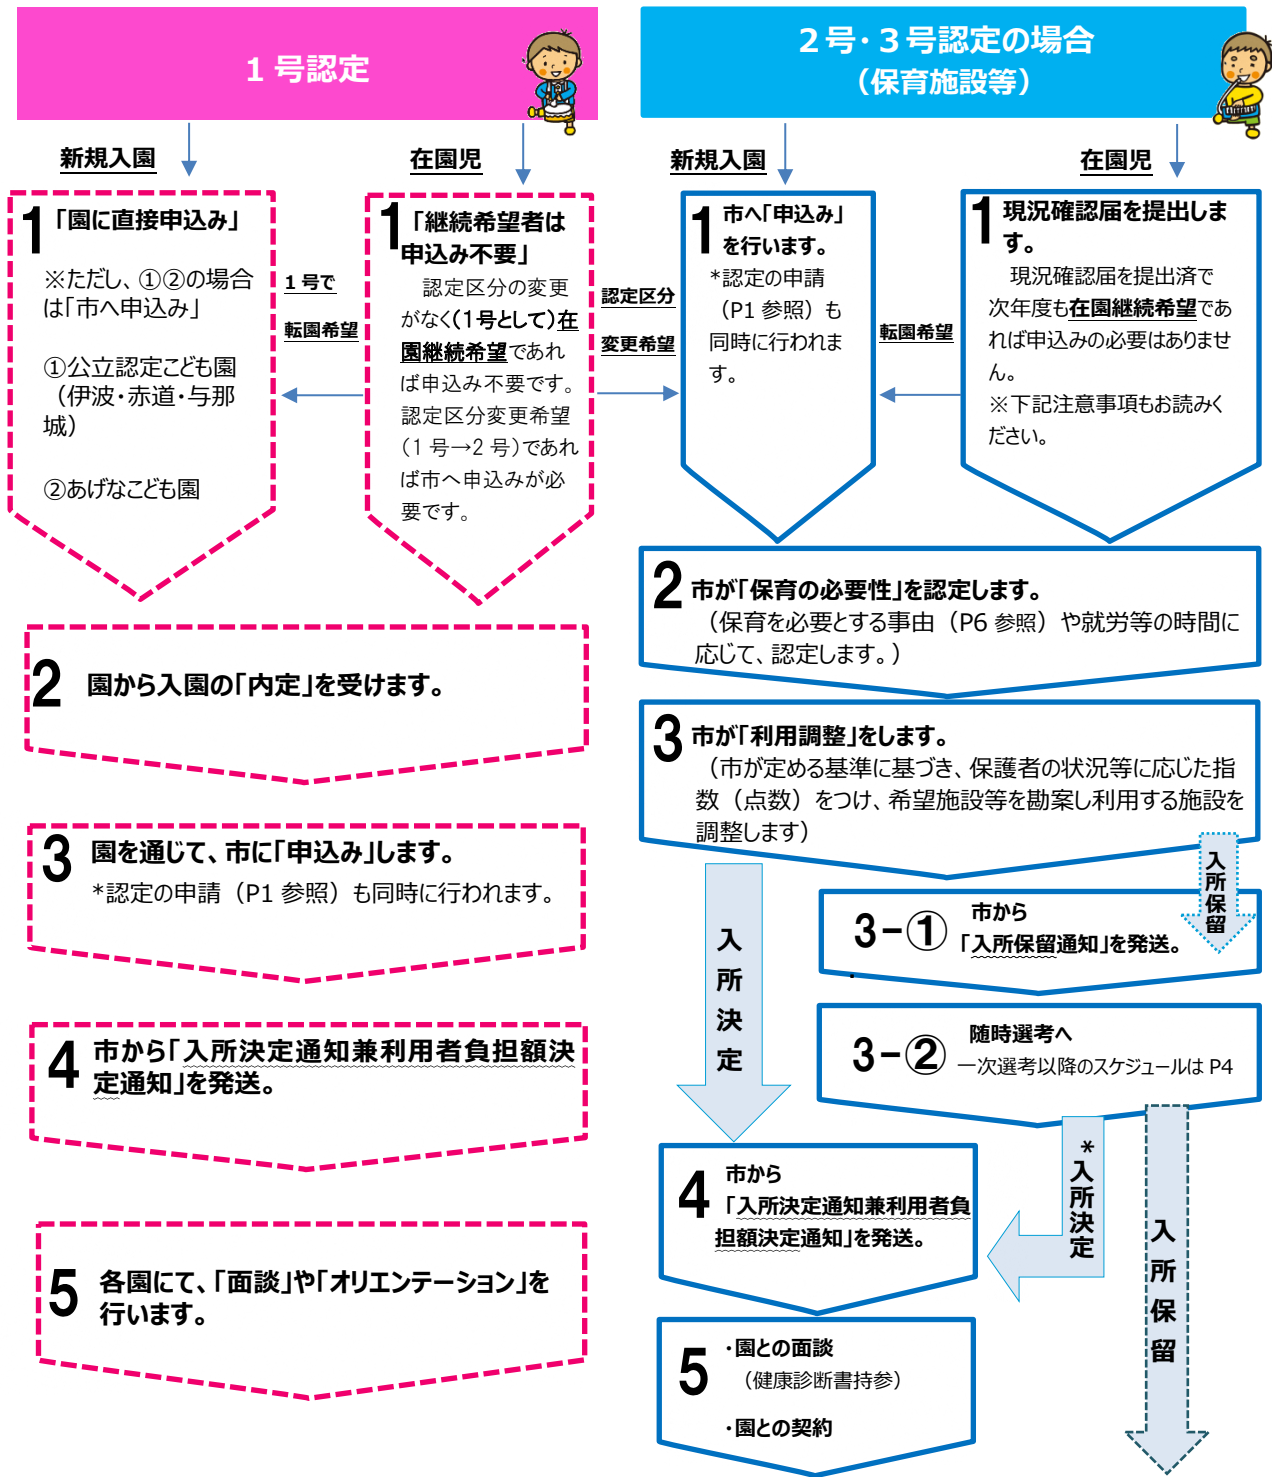 １号認定
新規入園
在園児
1
「園に直接申込み」
※ただし、①②の場合
は「市へ申込み」
①公立認定こども園
（伊波・赤道・与那
城）
②あげなこども園
１号で
転園希望
1
「継続希望者は
申込み不要」
認定区分の変更
がなく（1号として）在
園継続希望であれ
ば申込み不要です。
認定区分変更希望
（1号→2号）であれ
ば市へ申込みが必
要です。
認定区分
変更希望
2
園から入園の「内定」を受けます。
3
園を通じて、市に「申込み」します。
*認定の申請（P1 参照）も同時に行われます。
4
市から「入所決定通知兼利用者負担額決
定通知」を発送。
5
各園にて、「面談」や「オリエンテーション」を
行います。
２号・３号認定の場合
（保育施設等）
新規入園
在園児
1
市へ「申込み」
を行います。
*認定の申請
（P1 参照）も
同時に行われま
す。
転園希望
1
現況確認届を提出しま
す。
現況確認届を提出済で
次年度も在園継続希望であ
れば申込みの必要はありませ
ん。
※下記注意事項もお読みく
ださい。
2
市が「保育の必要性」を認定します。
（保育を必要とする事由（P6 参照）や就労等の時間に
応じて、認定します。）
3
市が「利用調整」をします。
（市が定める基準に基づき、保護者の状況等に応じた指
数（点数）をつけ、希望施設等を勘案し利用する施設を
調整します）
入所保留
入所決定
3-①
市から
「入所保留通知」を発送。
3-②
随時選考へ
一次選考以降のスケジュールは P4
*入所決定
入所保留
4
市から
「入所決定通知兼利用者負
担額決定通知」を発送。
5
・園との面談
（健康診断書持参）
・園との契約